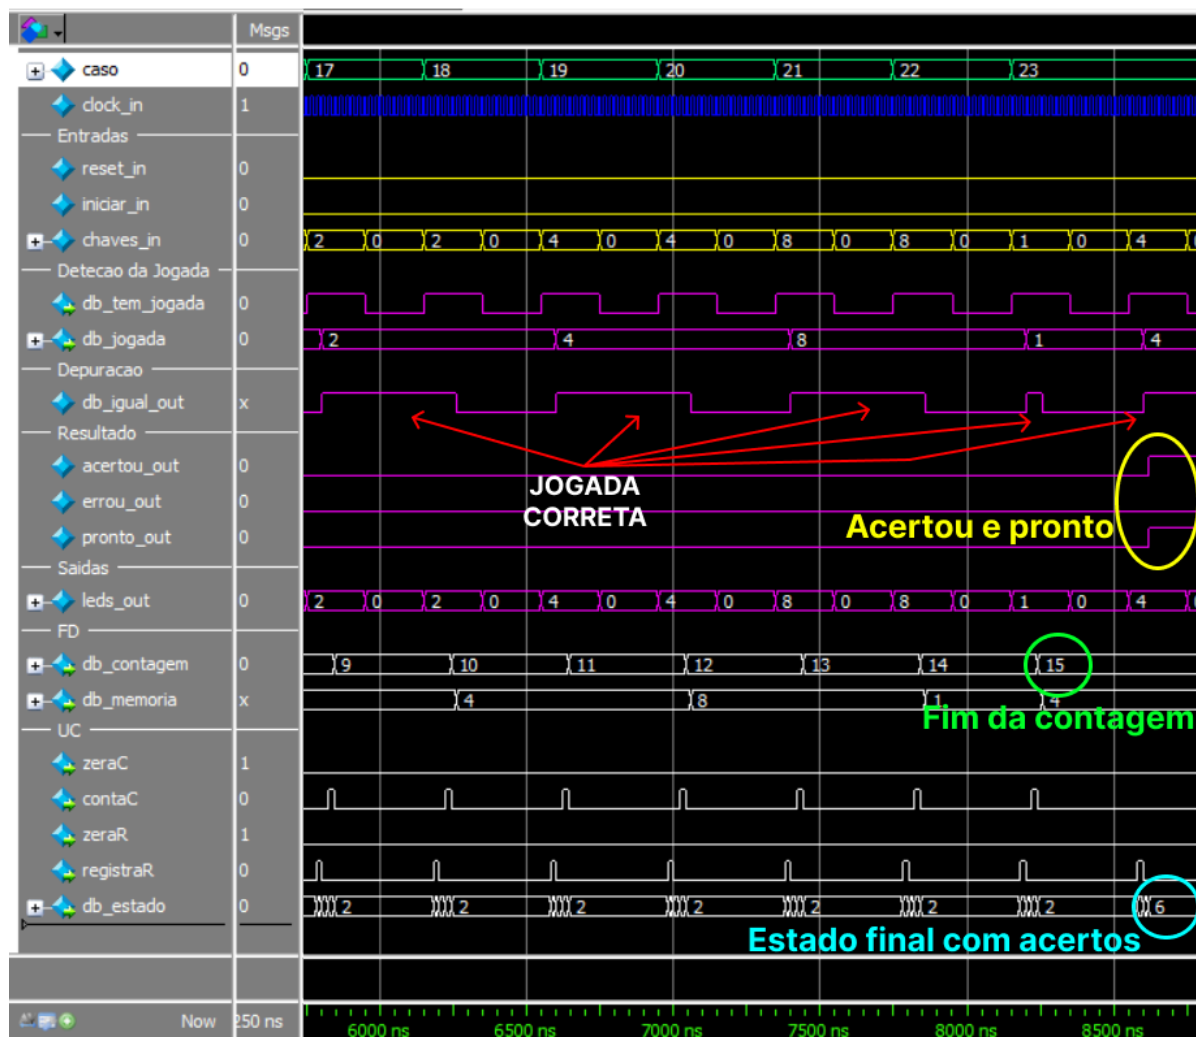 Msgs
caso 0 17 18 19 20 21 22 23
clock_in 1
Entradas
reset_in 0
iniciar_in 0
chaves_in 0 2 0 2 0 4 0 4 0 8 0 8 0 1 0 4
Detecao da Jogada
db_tem_jogada 0
db_jogada 0 2 4 8 1 4
Depuracao
db_igual_out x
Resultado
acertou_out 0
JOGADA
errou_out 0
CORRETA
Acertou e pronto
pronto_out 0
Saidas
leds_out 0 2 0 2 0 4 0 4 0 8 0 8 0 1 0 4
FD
db_contagem 0 9 10 11 12 13 14 15
db_memoria x 4 8 1 4
Fim da contagem
UC
zeraC 1
contaC 0
zeraR 1
registraR 0
db_estado 0 2 2 2 2 2 2 2 6
Estado final com acertos
Now 250 ns
6000 ns 6500 ns 7000 ns 7500 ns 8000 ns 8500 ns